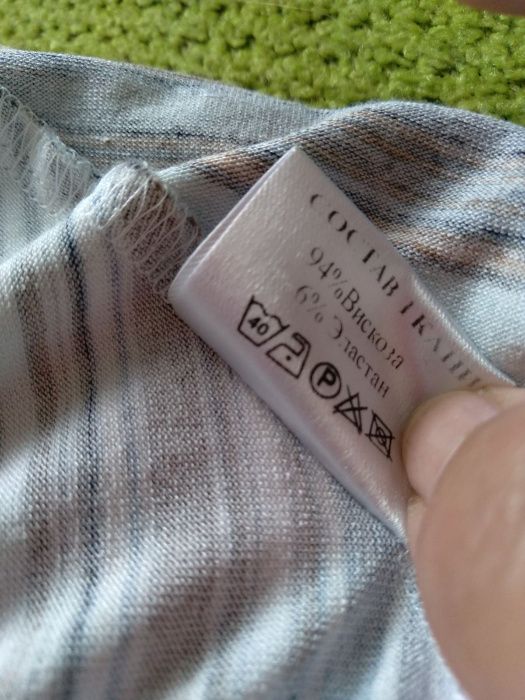 СОСТАВ ТКАНИ
94%Вискоза
6% Эластан
40
P